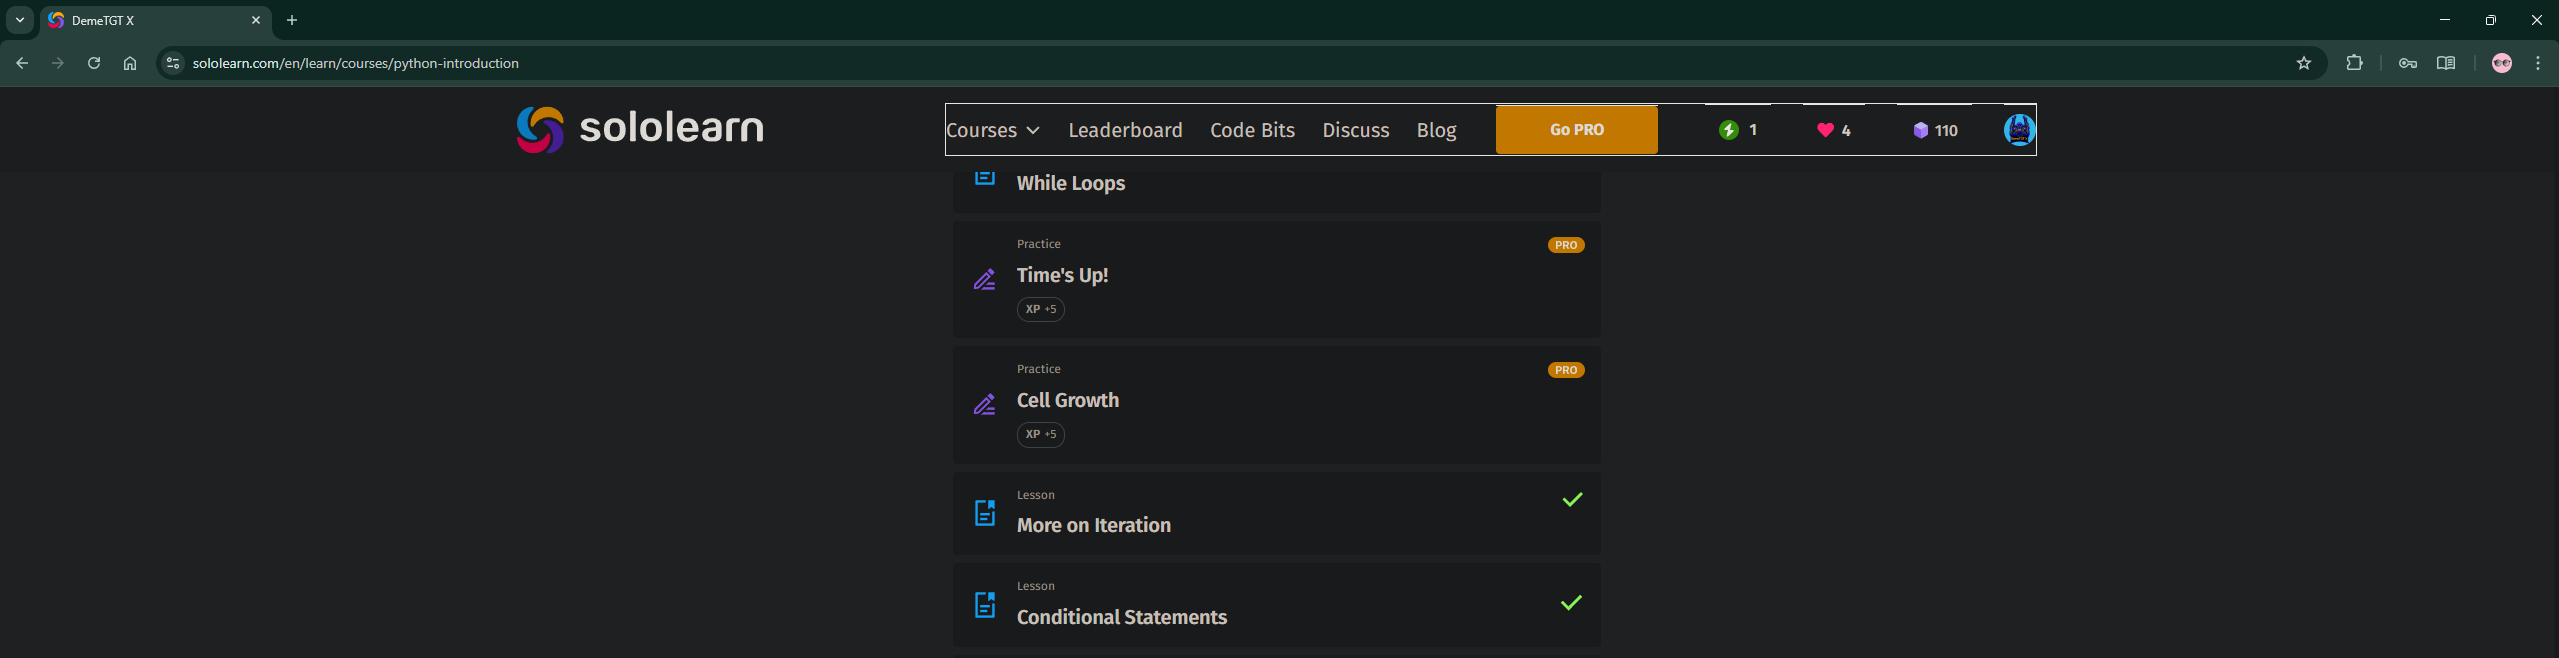 DemeTGT X
sololearn.com/en/learn/courses/python-introduction
sololearn
Courses Leaderboard Code Bits Discuss Blog Go PRO 1 4 110
While Loops
Practice PRO
Time's Up!
XP +5
Practice PRO
Cell Growth
XP +5
Lesson
More on Iteration
Lesson
Conditional Statements